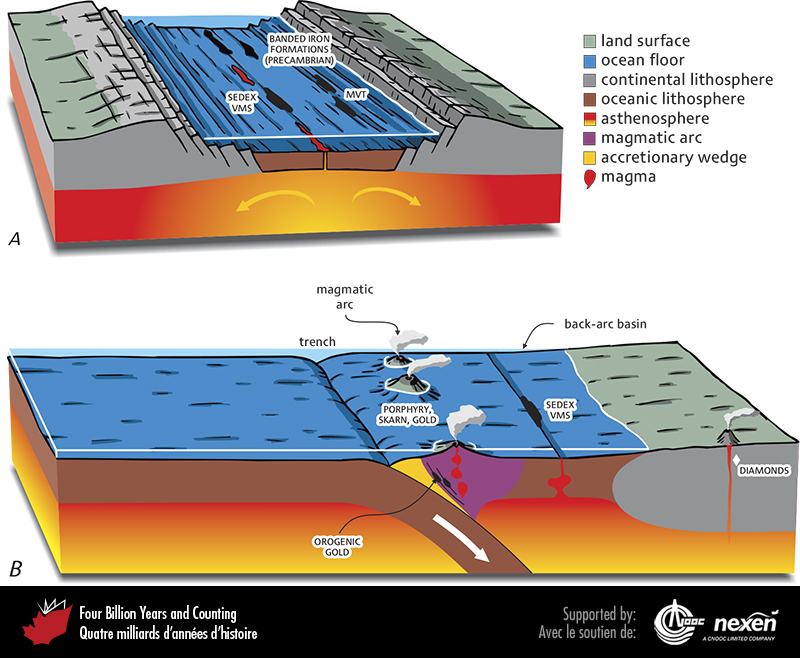 BANDED IRON
FORMATIONS
(PRECAMBRIAN)
SEDEX
VMS
MVT
land surface
ocean floor
continental lithosphere
oceanic lithosphere
asthenosphere
magmatic arc
accretionary wedge
magma
A
magmatic
arc
trench
back-arc basin
PORPHYRY,
SKARN, GOLD
SEDEX
VMS
DIAMONDS
OROGENIC
GOLD
B
Four Billion Years and Counting
Quatre milliards d'années d'histoire
Supported by:
Avec le soutien de:
CNOOC
nexen
A CNOOC LIMITED COMPANY